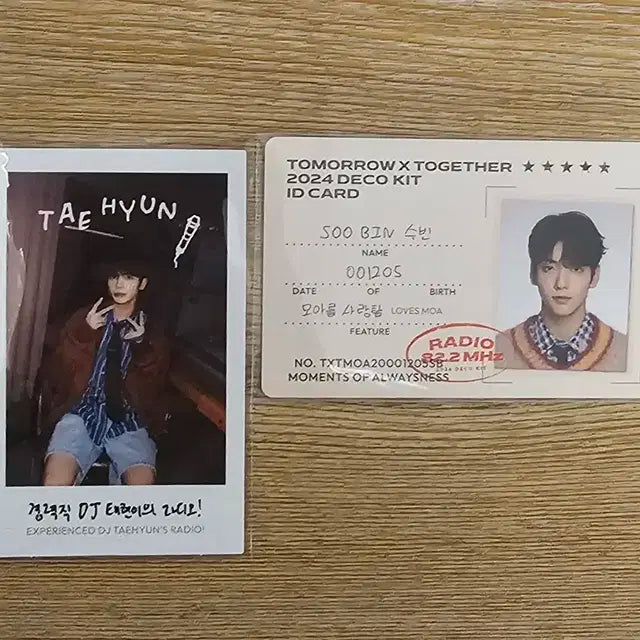 TAEHYUN
경력직 DJ 태현이의 라디오!
EXPERIENCED DJ TAEHYUN'S RADIO!
TOMORROW X TOGETHER ★★★★★
2024 DECO KIT
ID CARD
SOO BIN 수빈
NAME
001205
DATE OF BIRTH
모아를 사랑함 LOVES MOA
FEATURE
RADIO
82.2 MHz
2024 DECO KIT
NO. TXTMOA20001205SB
MOMENTS OF ALWAYSNESS